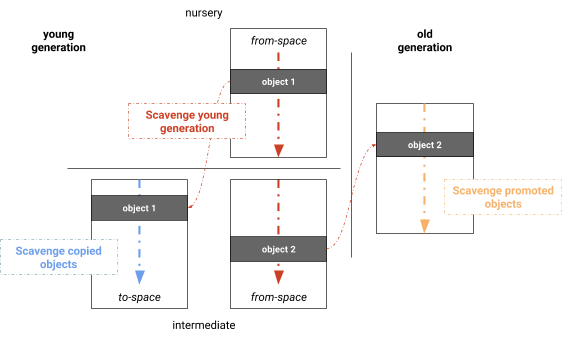 nursery
young
generation
from-space
old
generation
object 1
Scavenge young
generation
object 2
Scavenge promoted
objects
object 1
object 2
Scavenge copied
objects
to-space
from-space
intermediate